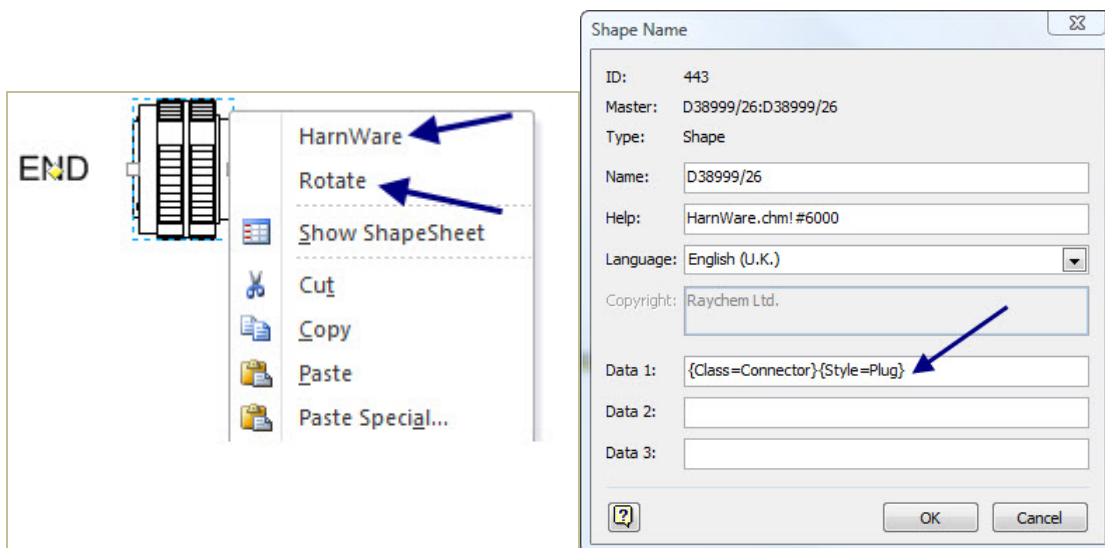 END
HarnWare
Rotate
Show ShapeSheet
Cut
Copy
Paste
Paste Special...
Shape Name
ID: 443
Master: D38999/26:D38999/26
Type: Shape
Name: D38999/26
Help: HarnWare.chm!#6000
Language: English (U.K.)
Copyright: Raychem Ltd.
Data 1: {Class=Connector}{Style=Plug}
Data 2:
Data 3:
OK Cancel